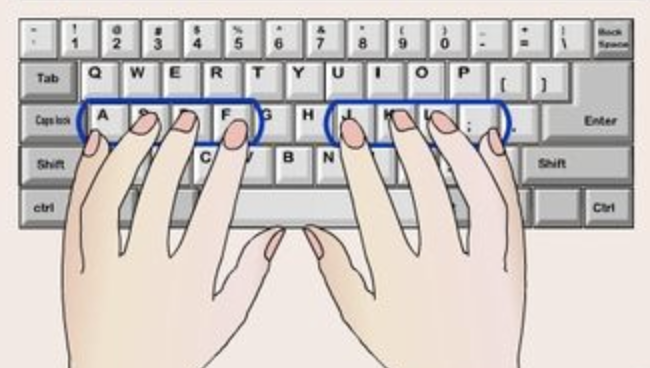 ~ ! @ # $ % ^ & * ( ) _ + | Back
` 1 2 3 4 5 6 7 8 9 0 - = \ Space
Tab Q W E R T Y U I O P [ ]
Caps lock A S F G H J K L ; Enter
Shift C V B N Shift
ctrl Ctrl